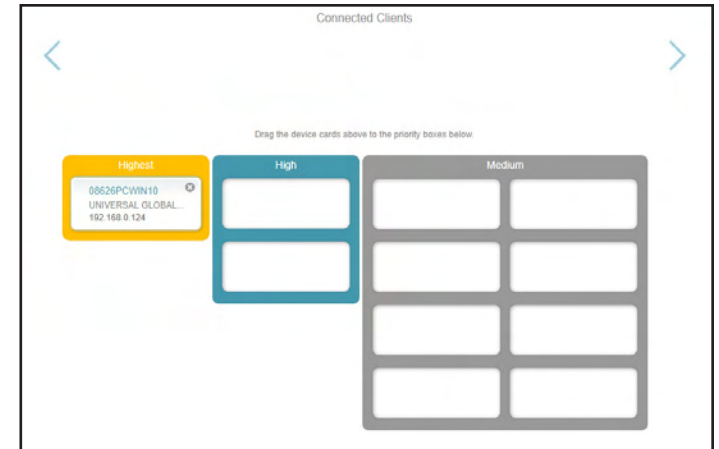 Connected Clients
Drag the device cards above to the priority boxes below.
Highest
High
Medium
08626PCWIN10
UNIVERSAL GLOBAL...
192.168.0.124